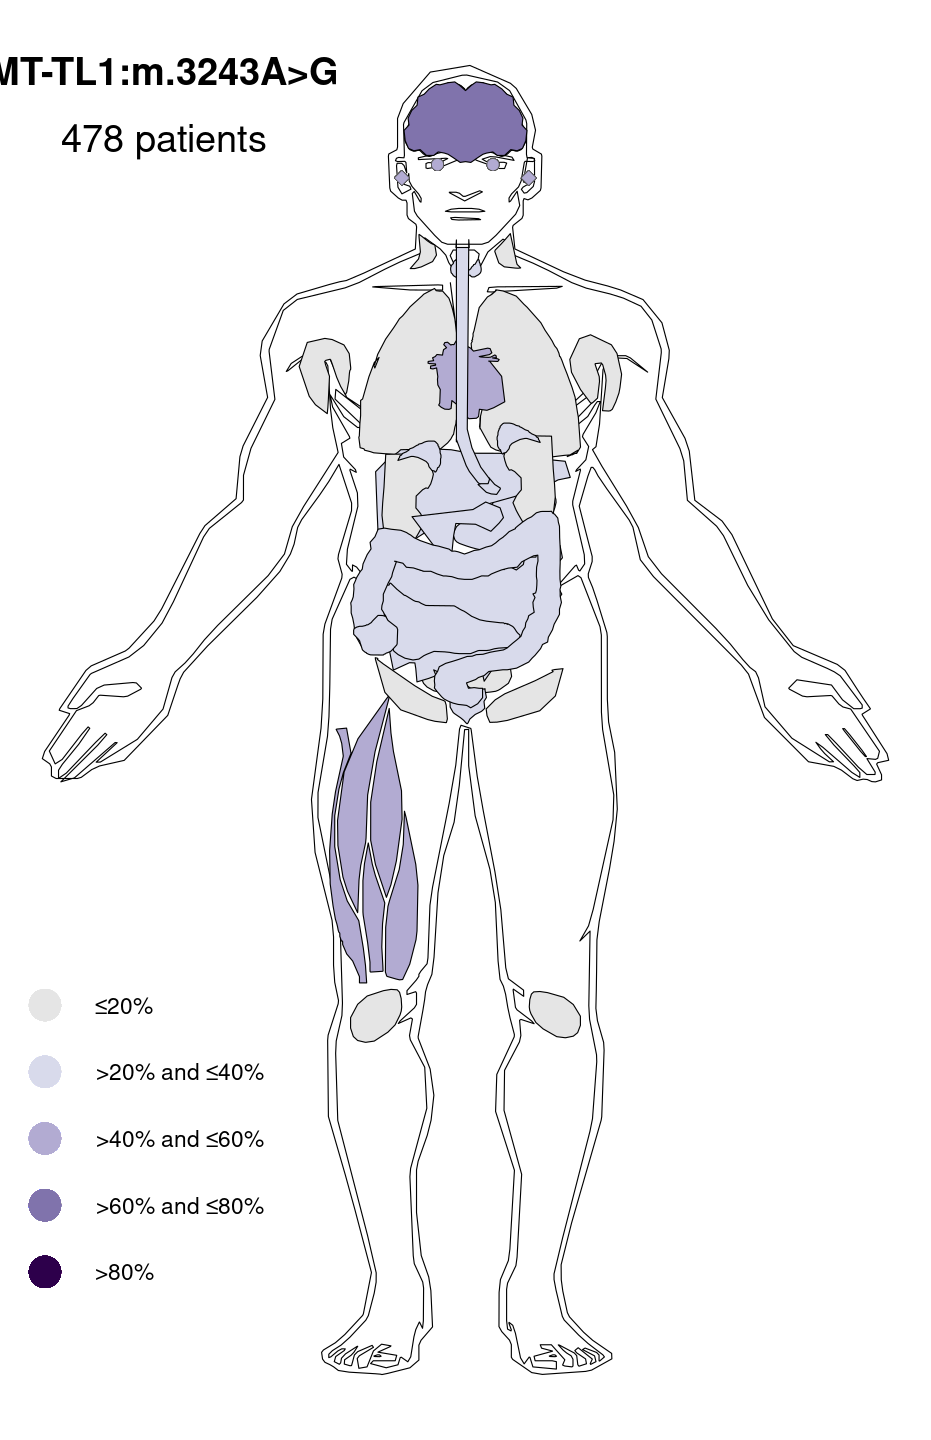 MT-TL1:m.3243A>G
478 patients
≤20%
>20% and ≤40%
>40% and ≤60%
>60% and ≤80%
>80%